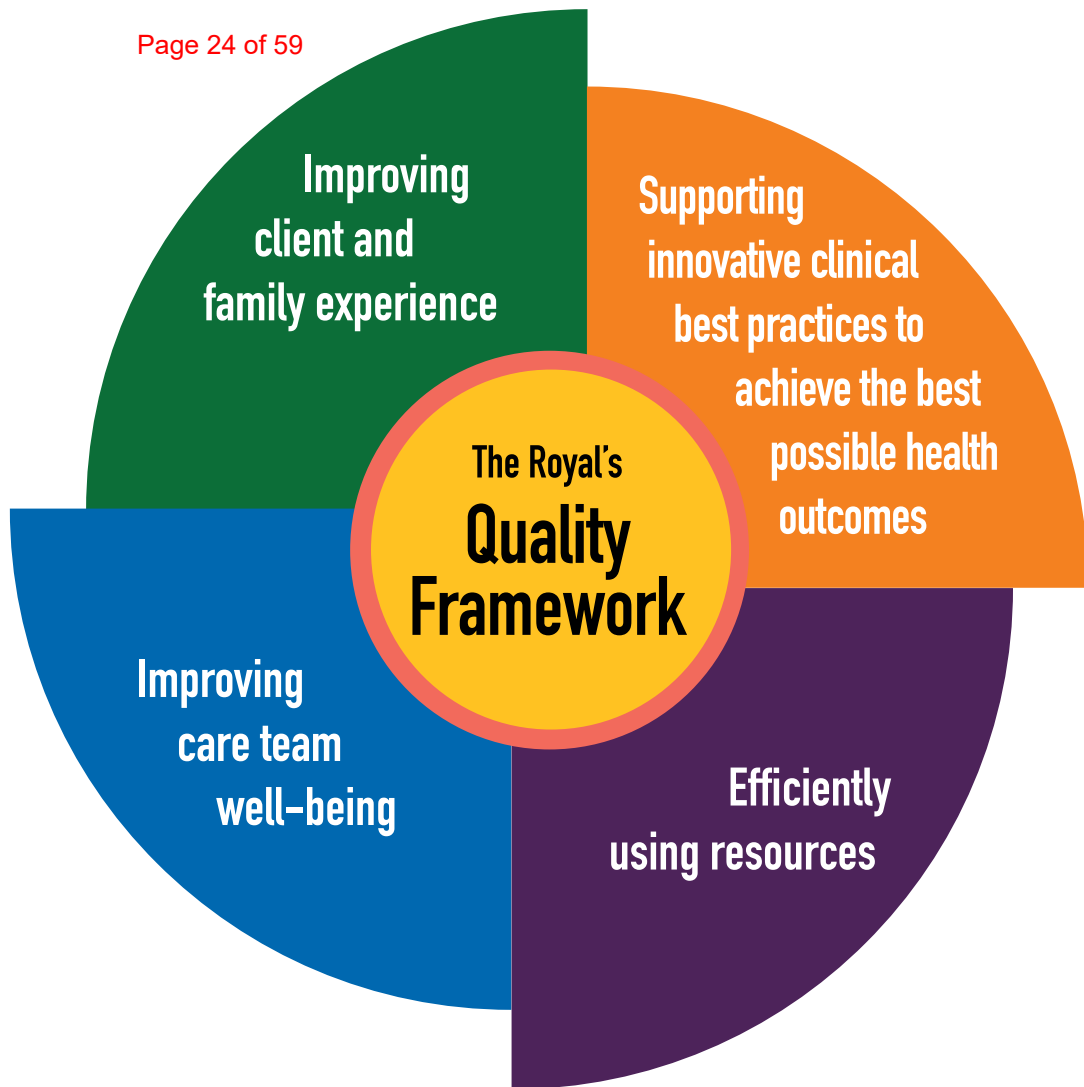 Page 24 of 59
Improving
client and
family experience
Supporting
innovative clinical
best practices to
achieve the best
possible health
outcomes
The Royal's
Quality
Framework
Improving
care team
well-being
Efficiently
using resources